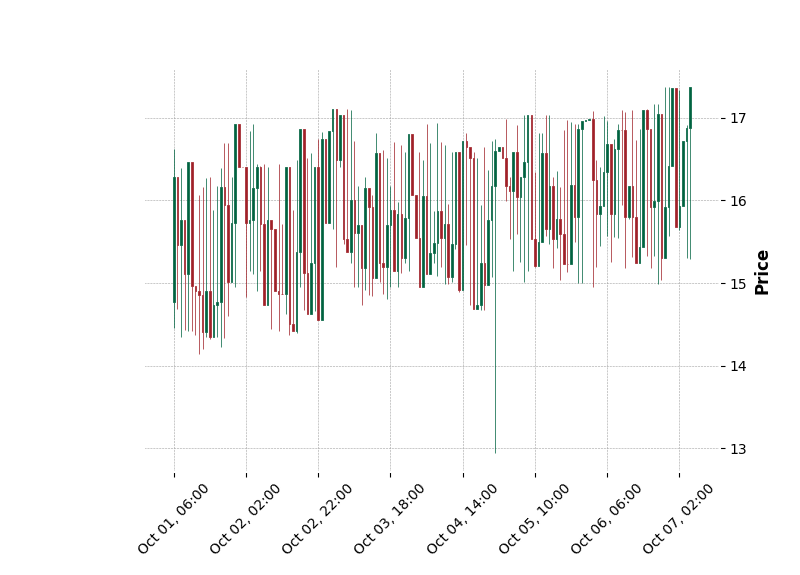 17
16
15
14
13
Price
Oct 01, 06:00
Oct 02, 02:00
Oct 02, 22:00
Oct 03, 18:00
Oct 04, 14:00
Oct 05, 10:00
Oct 06, 06:00
Oct 07, 02:00